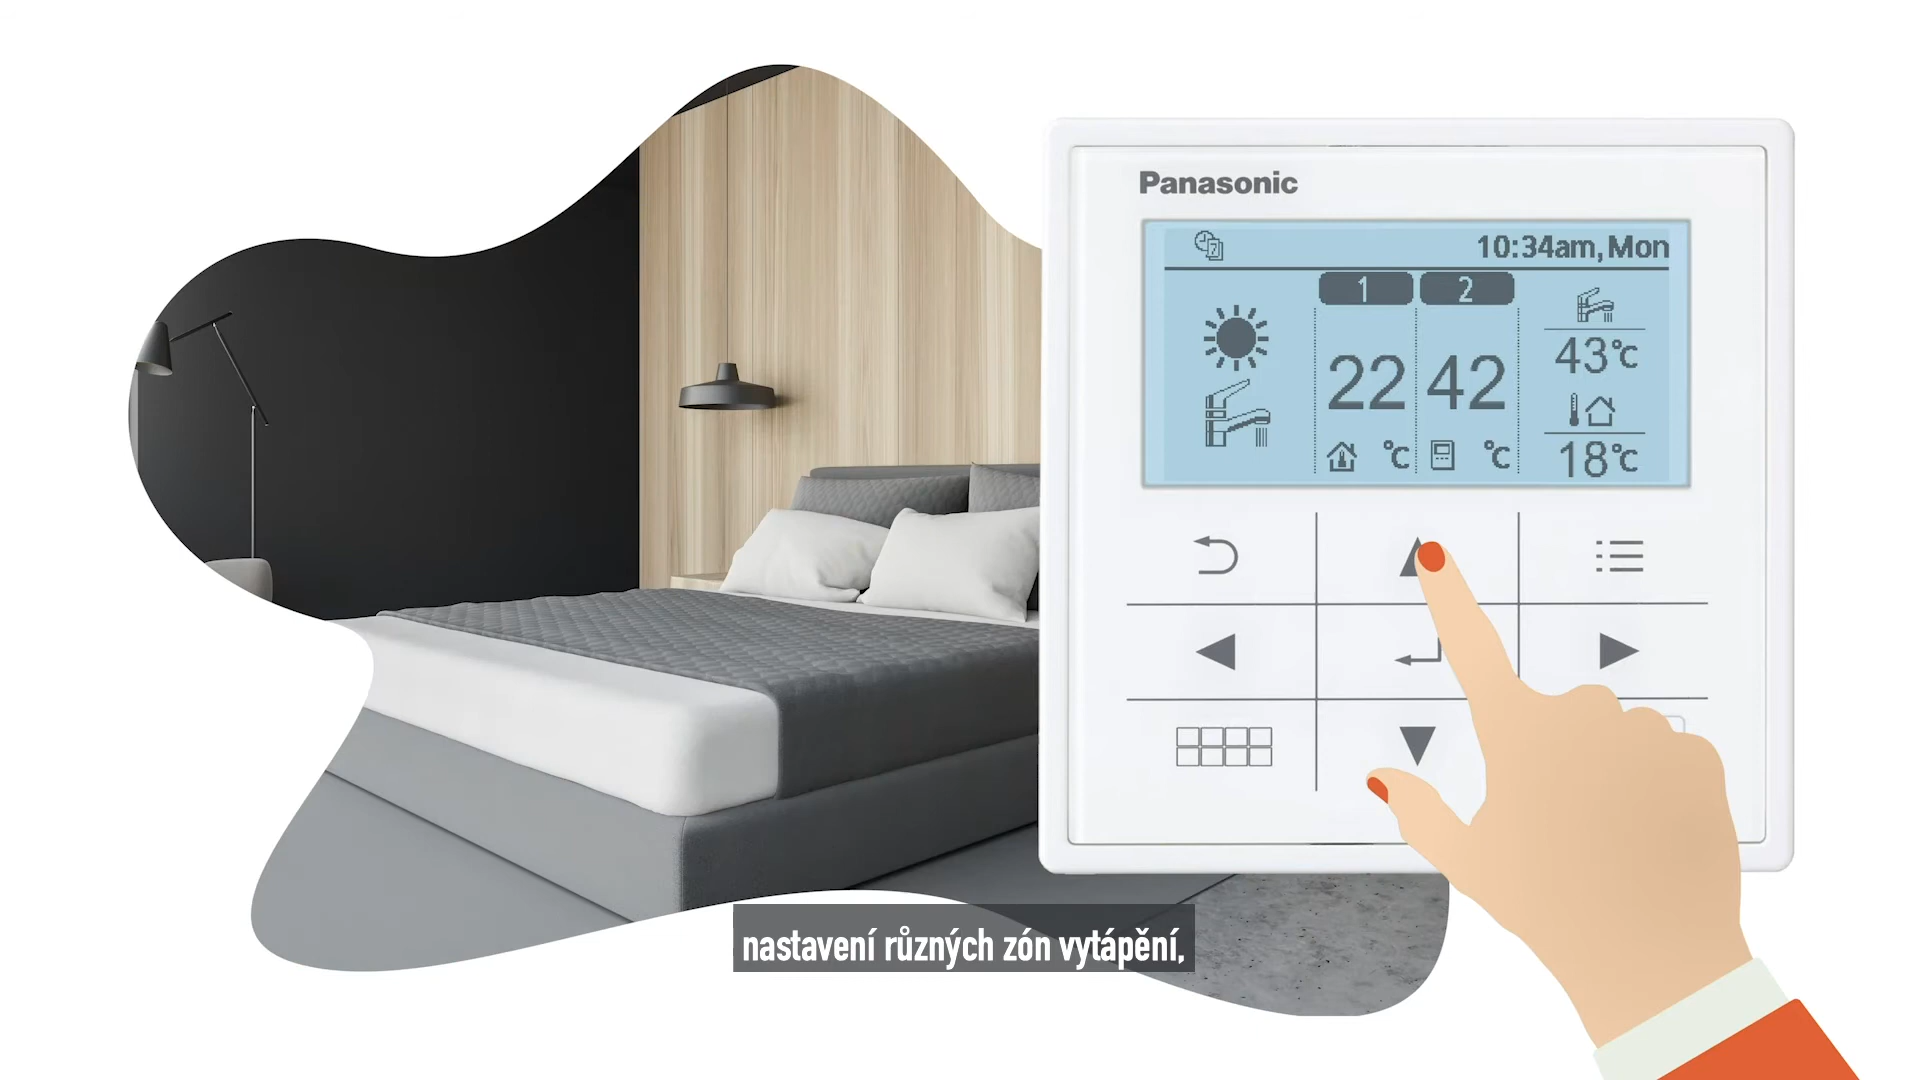 Panasonic
10:34am, Mon
1 2
22 42
°C °C
43°C
18°C
nastavení různých zón vytápění,